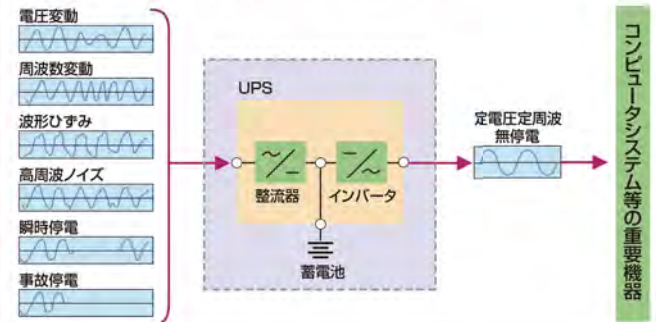 電圧変動
周波数変動
波形ひずみ
高周波ノイズ
瞬時停電
事故停電
UPS
整流器
インバータ
蓄電池
定電圧定周波
無停電
コンピュータシステム等の重要機器